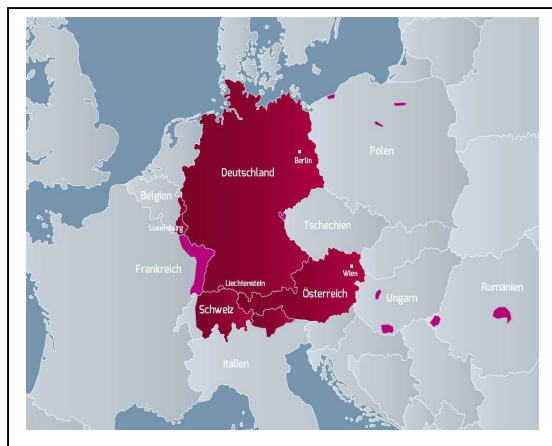 Berlin
Polen
Deutschland
Belgien
Tschechien
Luxemburg
Frankreich
Wien
Liechtenstein
Österreich
Rumänien
Ungarn
Schweiz
Italien